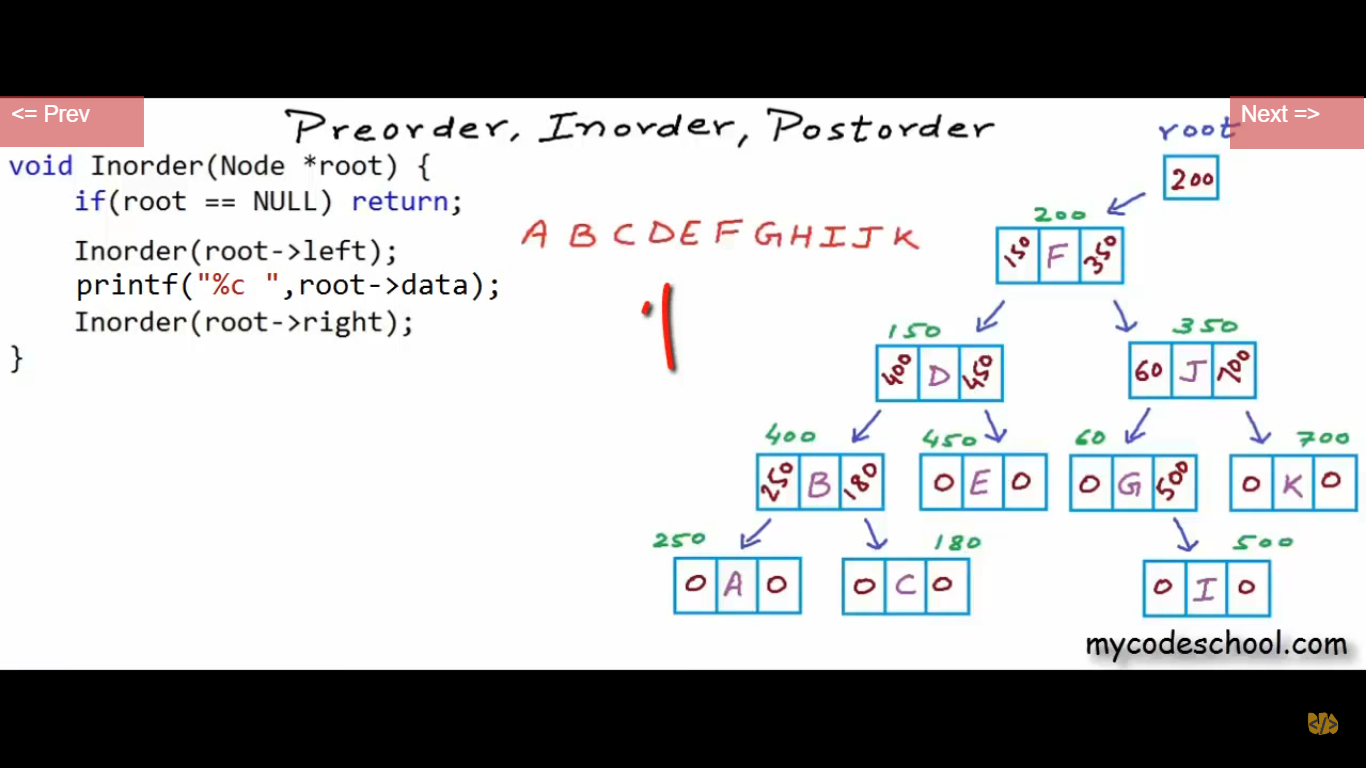 <= Prev
Next =>
Preorder, Inorder, Postorder
root
200
void Inorder(Node *root) {
if(root == NULL) return;
Inorder(root->left);
printf("%c ",root->data);
Inorder(root->right);
}
A B C D E F G H I J K
200
150 F 350
150
400 D 450
350
60 J 700
400
250 B 180
450
0 E 0
60
0 G 500
700
0 K 0
250
0 A 0
180
0 C 0
500
0 I 0
mycodeschool.com